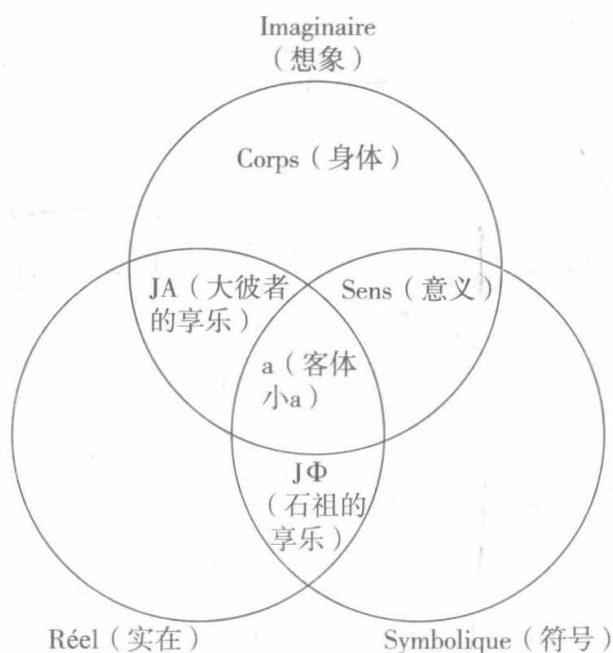 Imaginaire
（想象）
Corps（身体）
JA（大彼者
的享乐）
Sens（意义）
a（客体
小a）
JΦ
（石祖的
享乐）
Réel（实在）
Symbolique（符号）